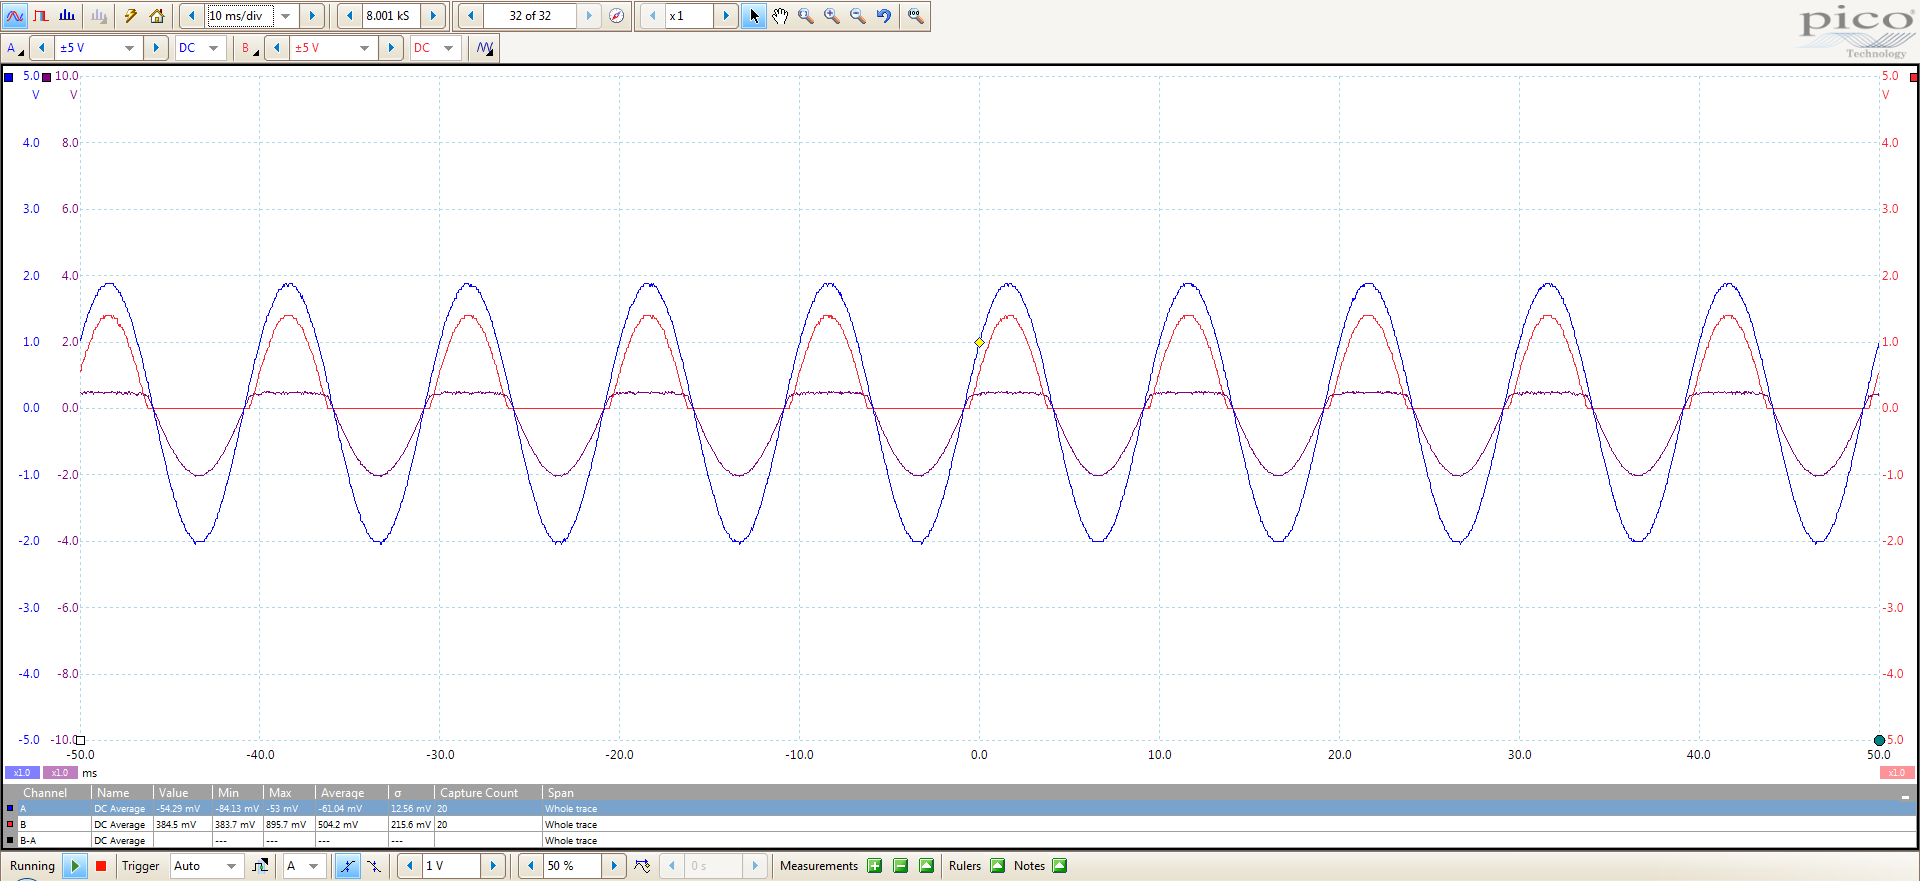 10 ms/div 8.001 kS 32 of 32 x 1
pico
Technology
A ±5 V DC B ±5 V DC
5.0 10.0 5.0
V V V
4.0 8.0 4.0
3.0 6.0 3.0
2.0 4.0 2.0
1.0 2.0 1.0
0.0 0.0 0.0
-1.0 -2.0 -1.0
-2.0 -4.0 -2.0
-3.0 -6.0 -3.0
-4.0 -8.0 -4.0
-5.0 -10.0 5.0
-50.0 -40.0 -30.0 -20.0 -10.0 0.0 10.0 20.0 30.0 40.0 50.0
x1.0 x1.0 ms x1.0
Channel Name Value Min Max Average σ Capture Count Span
A DC Average -54.29 mV -84.13 mV -53 mV -61.04 mV 12.56 mV 20 Whole trace
B DC Average 384.5 mV 383.7 mV 895.7 mV 504.2 mV 215.6 mV 20 Whole trace
B-A DC Average --- --- --- --- Whole trace
Running Trigger Auto A 1 V 50 % 0 s Measurements Rulers Notes